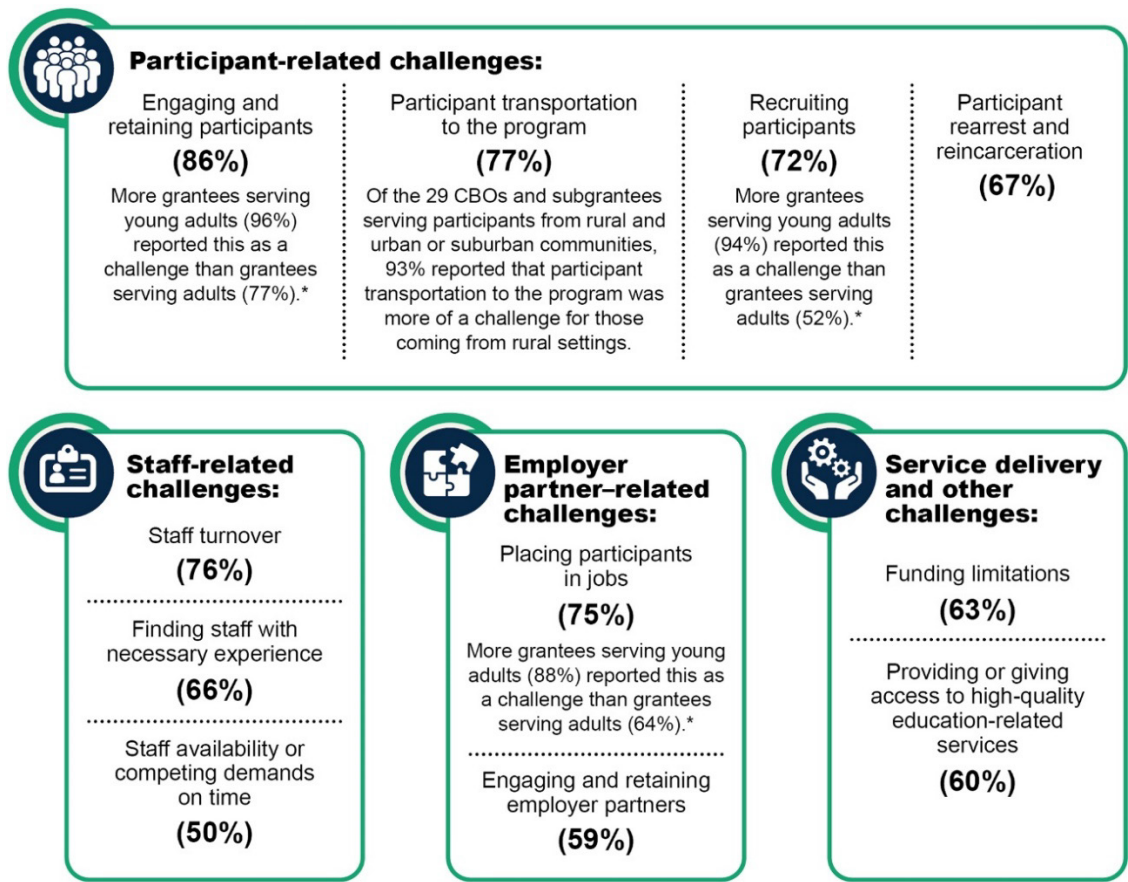 Participant-related challenges:
Engaging and
retaining participants
(86%)
More grantees serving
young adults (96%)
reported this as a
challenge than grantees
serving adults (77%).*
Participant transportation
to the program
(77%)
Of the 29 CBOs and subgrantees
serving participants from rural and
urban or suburban communities,
93% reported that participant
transportation to the program was
more of a challenge for those
coming from rural settings.
Recruiting
participants
(72%)
More grantees
serving young adults
(94%) reported this
as a challenge than
grantees serving
adults (52%).*
Participant
rearrest and
reincarceration
(67%)
Staff-related
challenges:
Staff turnover
(76%)
Finding staff with
necessary experience
(66%)
Staff availability or
competing demands
on time
(50%)
Employer
partner–related
challenges:
Placing participants
in jobs
(75%)
More grantees serving young
adults (88%) reported this as
a challenge than grantees
serving adults (64%).*
Engaging and retaining
employer partners
(59%)
Service delivery
and other
challenges:
Funding limitations
(63%)
Providing or giving
access to high-quality
education-related
services
(60%)